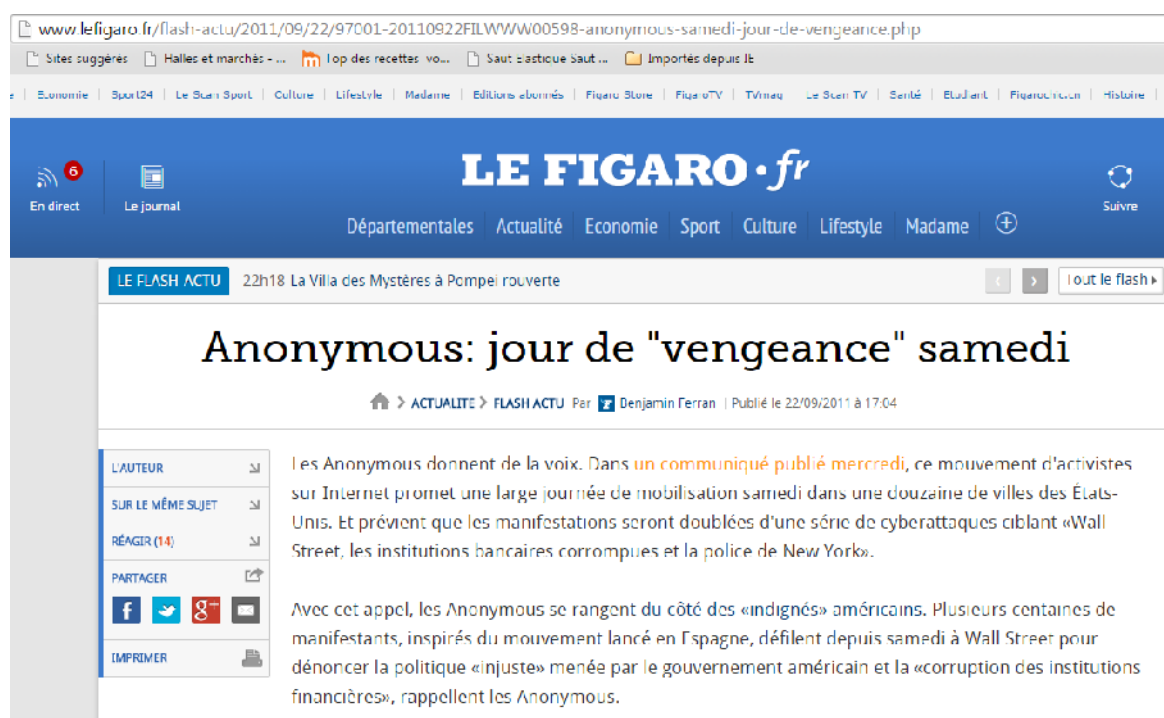 www.lefigaro.fr/flash-actu/2011/09/22/97001-20110922FILWWW00598-anonymous-samedi-jour-de-vengeance.php
Sites suggérés Halles et marchés - ... Top des recettes vo... Saut Elastique Saut ... Importés depuis IE
e | Economie | Sport24 | Le Scan Sport | Culture | Lifestyle | Madame | Editions abonnés | Figaro Store | FigaroTV | TVmag Le Scan TV | Santé | Etudiant | Figarochic.cn | Histoire |
LE FIGARO·fr
6
En direct Le journal Suivre
Départementales Actualité Economie Sport Culture Lifestyle Madame
LE FLASH ACTU 22h18 La Villa des Mystères à Pompei rouverte Tout le flash
Anonymous: jour de "vengeance" samedi
> ACTUALITE > FLASH ACTU Par Benjamin Ferran | Publié le 22/09/2011 à 17:04
L'AUTEUR
SUR LE MÊME SUJET
RÉAGIR (14)
PARTAGER
f 8+
IMPRIMER
Les Anonymous donnent de la voix. Dans un communiqué publié mercredi, ce mouvement d'activistes
sur Internet promet une large journée de mobilisation samedi dans une douzaine de villes des États-
Unis. Et prévient que les manifestations seront doublées d'une série de cyberattaques ciblant «Wall
Street, les institutions bancaires corrompues et la police de New York».
Avec cet appel, les Anonymous se rangent du côté des «indignés» américains. Plusieurs centaines de
manifestants, inspirés du mouvement lancé en Espagne, défilent depuis samedi à Wall Street pour
dénoncer la politique «injuste» menée par le gouvernement américain et la «corruption des institutions
financières», rappellent les Anonymous.